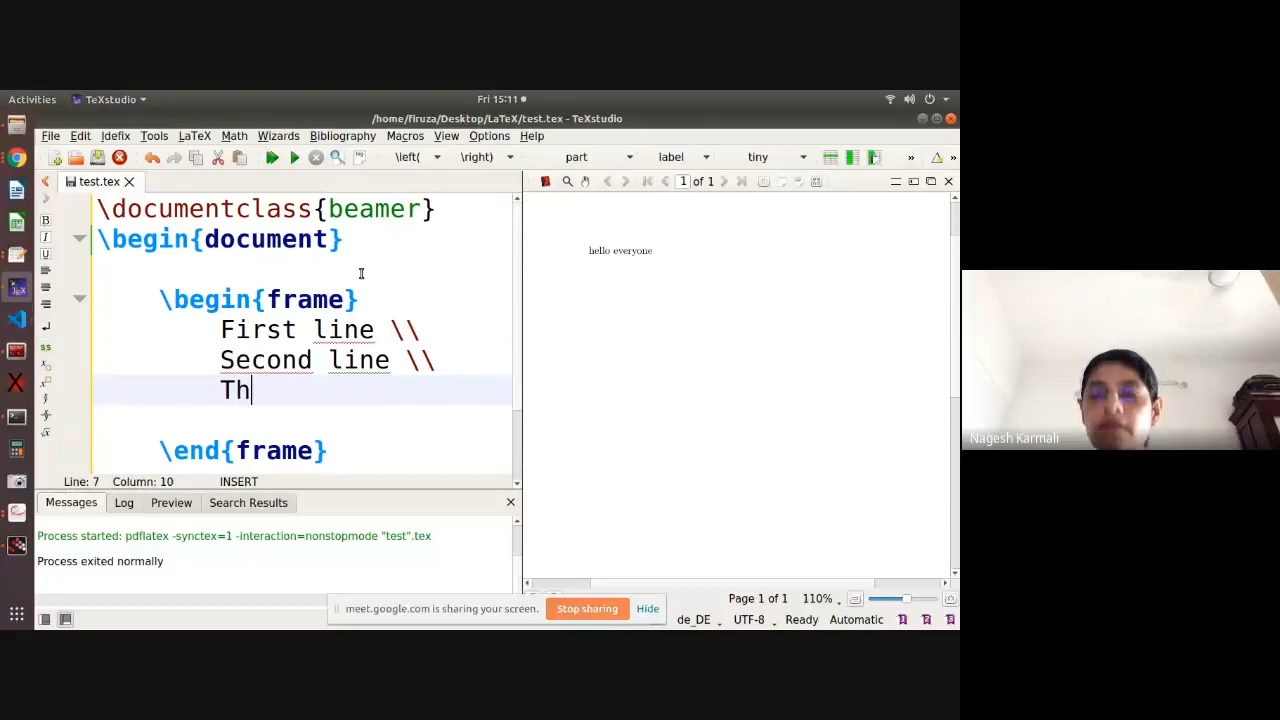 Activities TeXstudio Fri 15:11
/home/firuza/Desktop/LaTeX/test.tex - TeXstudio
File Edit Idefix Tools LaTeX Math Wizards Bibliography Macros View Options Help
\left( \right) part label tiny » »
test.tex 1 of 1
\documentclass{beamer}
\begin{document}
hello everyone
\begin{frame}
First line \\
Second line \\
Th
\end{frame}
Nagesh Karmali
Line: 7 Column: 10 INSERT
Messages Log Preview Search Results
Process started: pdflatex -synctex=1 -interaction=nonstopmode "test".tex
Process exited normally
Page 1 of 1 110%
meet.google.com is sharing your screen. Stop sharing Hide
de_DE UTF-8 Ready Automatic